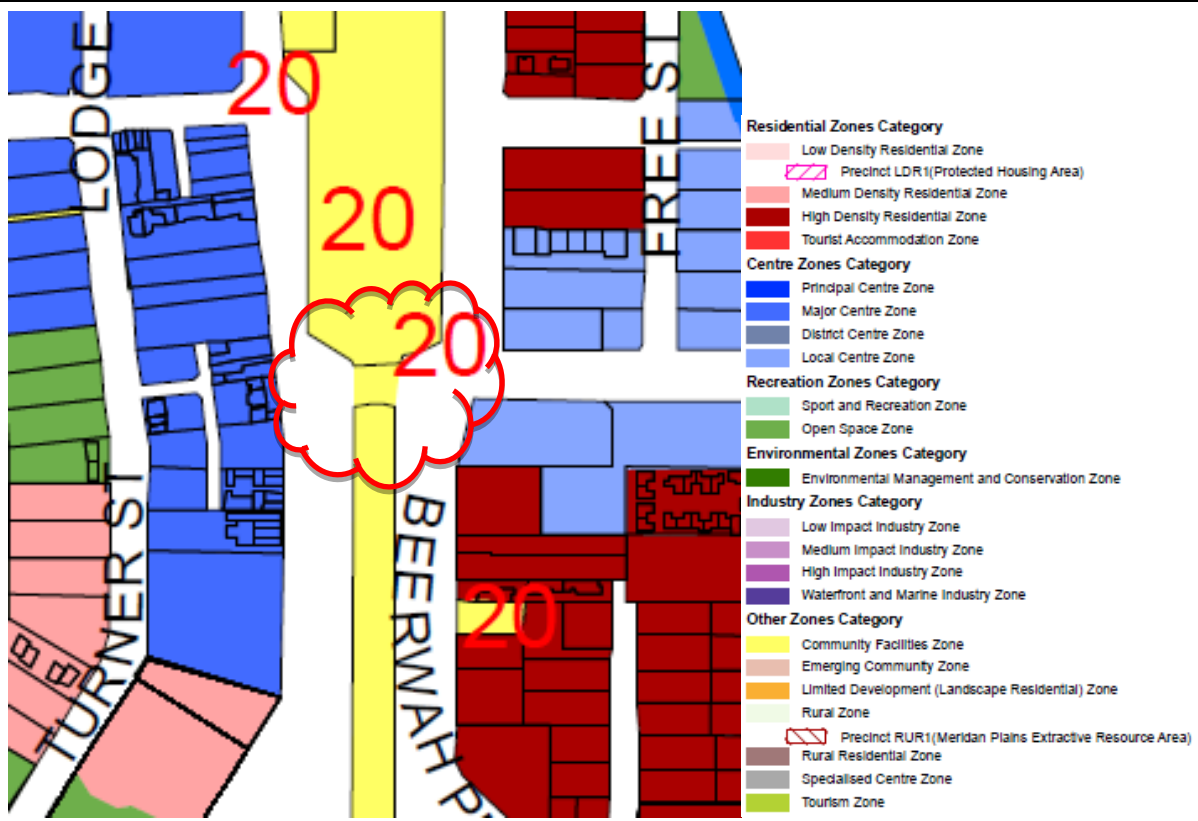 LODGE
20
FREE ST
20
20
TURNER ST
BEERWAH P
20
Residential Zones Category
Low Density Residential Zone
Precinct LDR1(Protected Housing Area)
Medium Density Residential Zone
High Density Residential Zone
Tourist Accommodation Zone
Centre Zones Category
Principal Centre Zone
Major Centre Zone
District Centre Zone
Local Centre Zone
Recreation Zones Category
Sport and Recreation Zone
Open Space Zone
Environmental Zones Category
Environmental Management and Conservation Zone
Industry Zones Category
Low Impact Industry Zone
Medium Impact Industry Zone
High Impact Industry Zone
Waterfront and Marine Industry Zone
Other Zones Category
Community Facilities Zone
Emerging Community Zone
Limited Development (Landscape Residential) Zone
Rural Zone
Precinct RUR1(Meridan Plains Extractive Resource Area)
Rural Residential Zone
Specialised Centre Zone
Tourism Zone